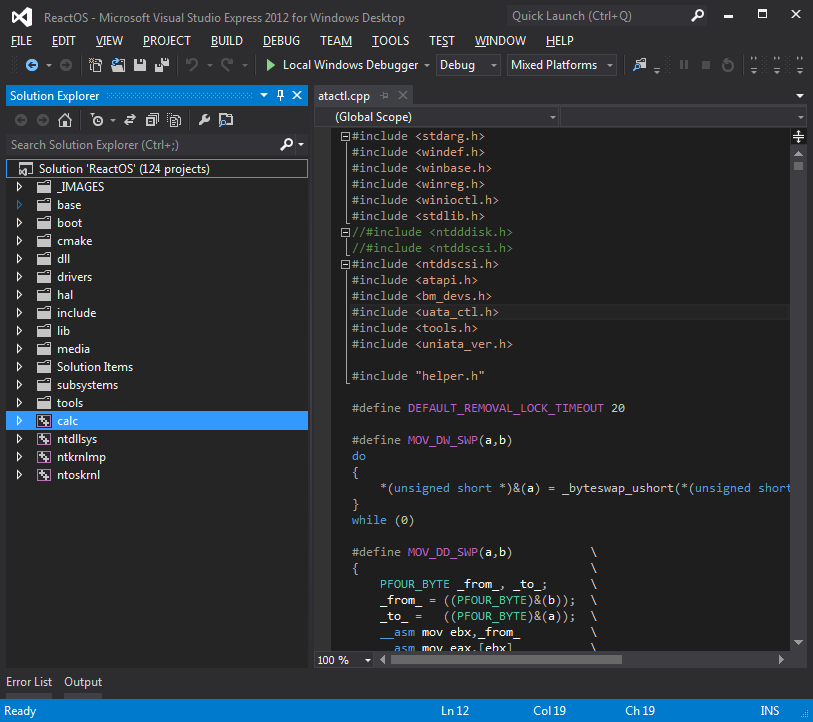 ReactOS - Microsoft Visual Studio Express 2012 for Windows Desktop
Quick Launch (Ctrl+Q)
FILE EDIT VIEW PROJECT BUILD DEBUG TEAM TOOLS TEST WINDOW HELP
Local Windows Debugger Debug Mixed Platforms
Solution Explorer
Search Solution Explorer (Ctrl+;)
Solution 'ReactOS' (124 projects)
_IMAGES
base
boot
cmake
dll
drivers
hal
include
lib
media
Solution Items
subsystems
tools
calc
ntdllsys
ntkrnlmp
ntoskrnl
atactl.cpp
(Global Scope)
#include <stdarg.h>
#include <windef.h>
#include <winbase.h>
#include <winreg.h>
#include <winioctl.h>
#include <stdlib.h>
//#include <ntdddisk.h>
//#include <ntddscsi.h>
#include <ntddscsi.h>
#include <atapi.h>
#include <bm_devs.h>
#include <uata_ctl.h>
#include <tools.h>
#include <uniata_ver.h>
#include "helper.h"
#define DEFAULT_REMOVAL_LOCK_TIMEOUT 20
#define MOV_DW_SWP(a,b)
do
{
*(unsigned short *)&(a) = _byteswap_ushort(*(unsigned short
}
while (0)
#define MOV_DD_SWP(a,b) \
{ \
PFOUR_BYTE _from_, _to_; \
_from_ = ((PFOUR_BYTE)&(b)); \
_to_ = ((PFOUR_BYTE)&(a)); \
__asm mov ebx,_from_ \
__asm mov eax,[ebx] \
100 %
Error List Output
Ready Ln 12 Col 19 Ch 19 INS